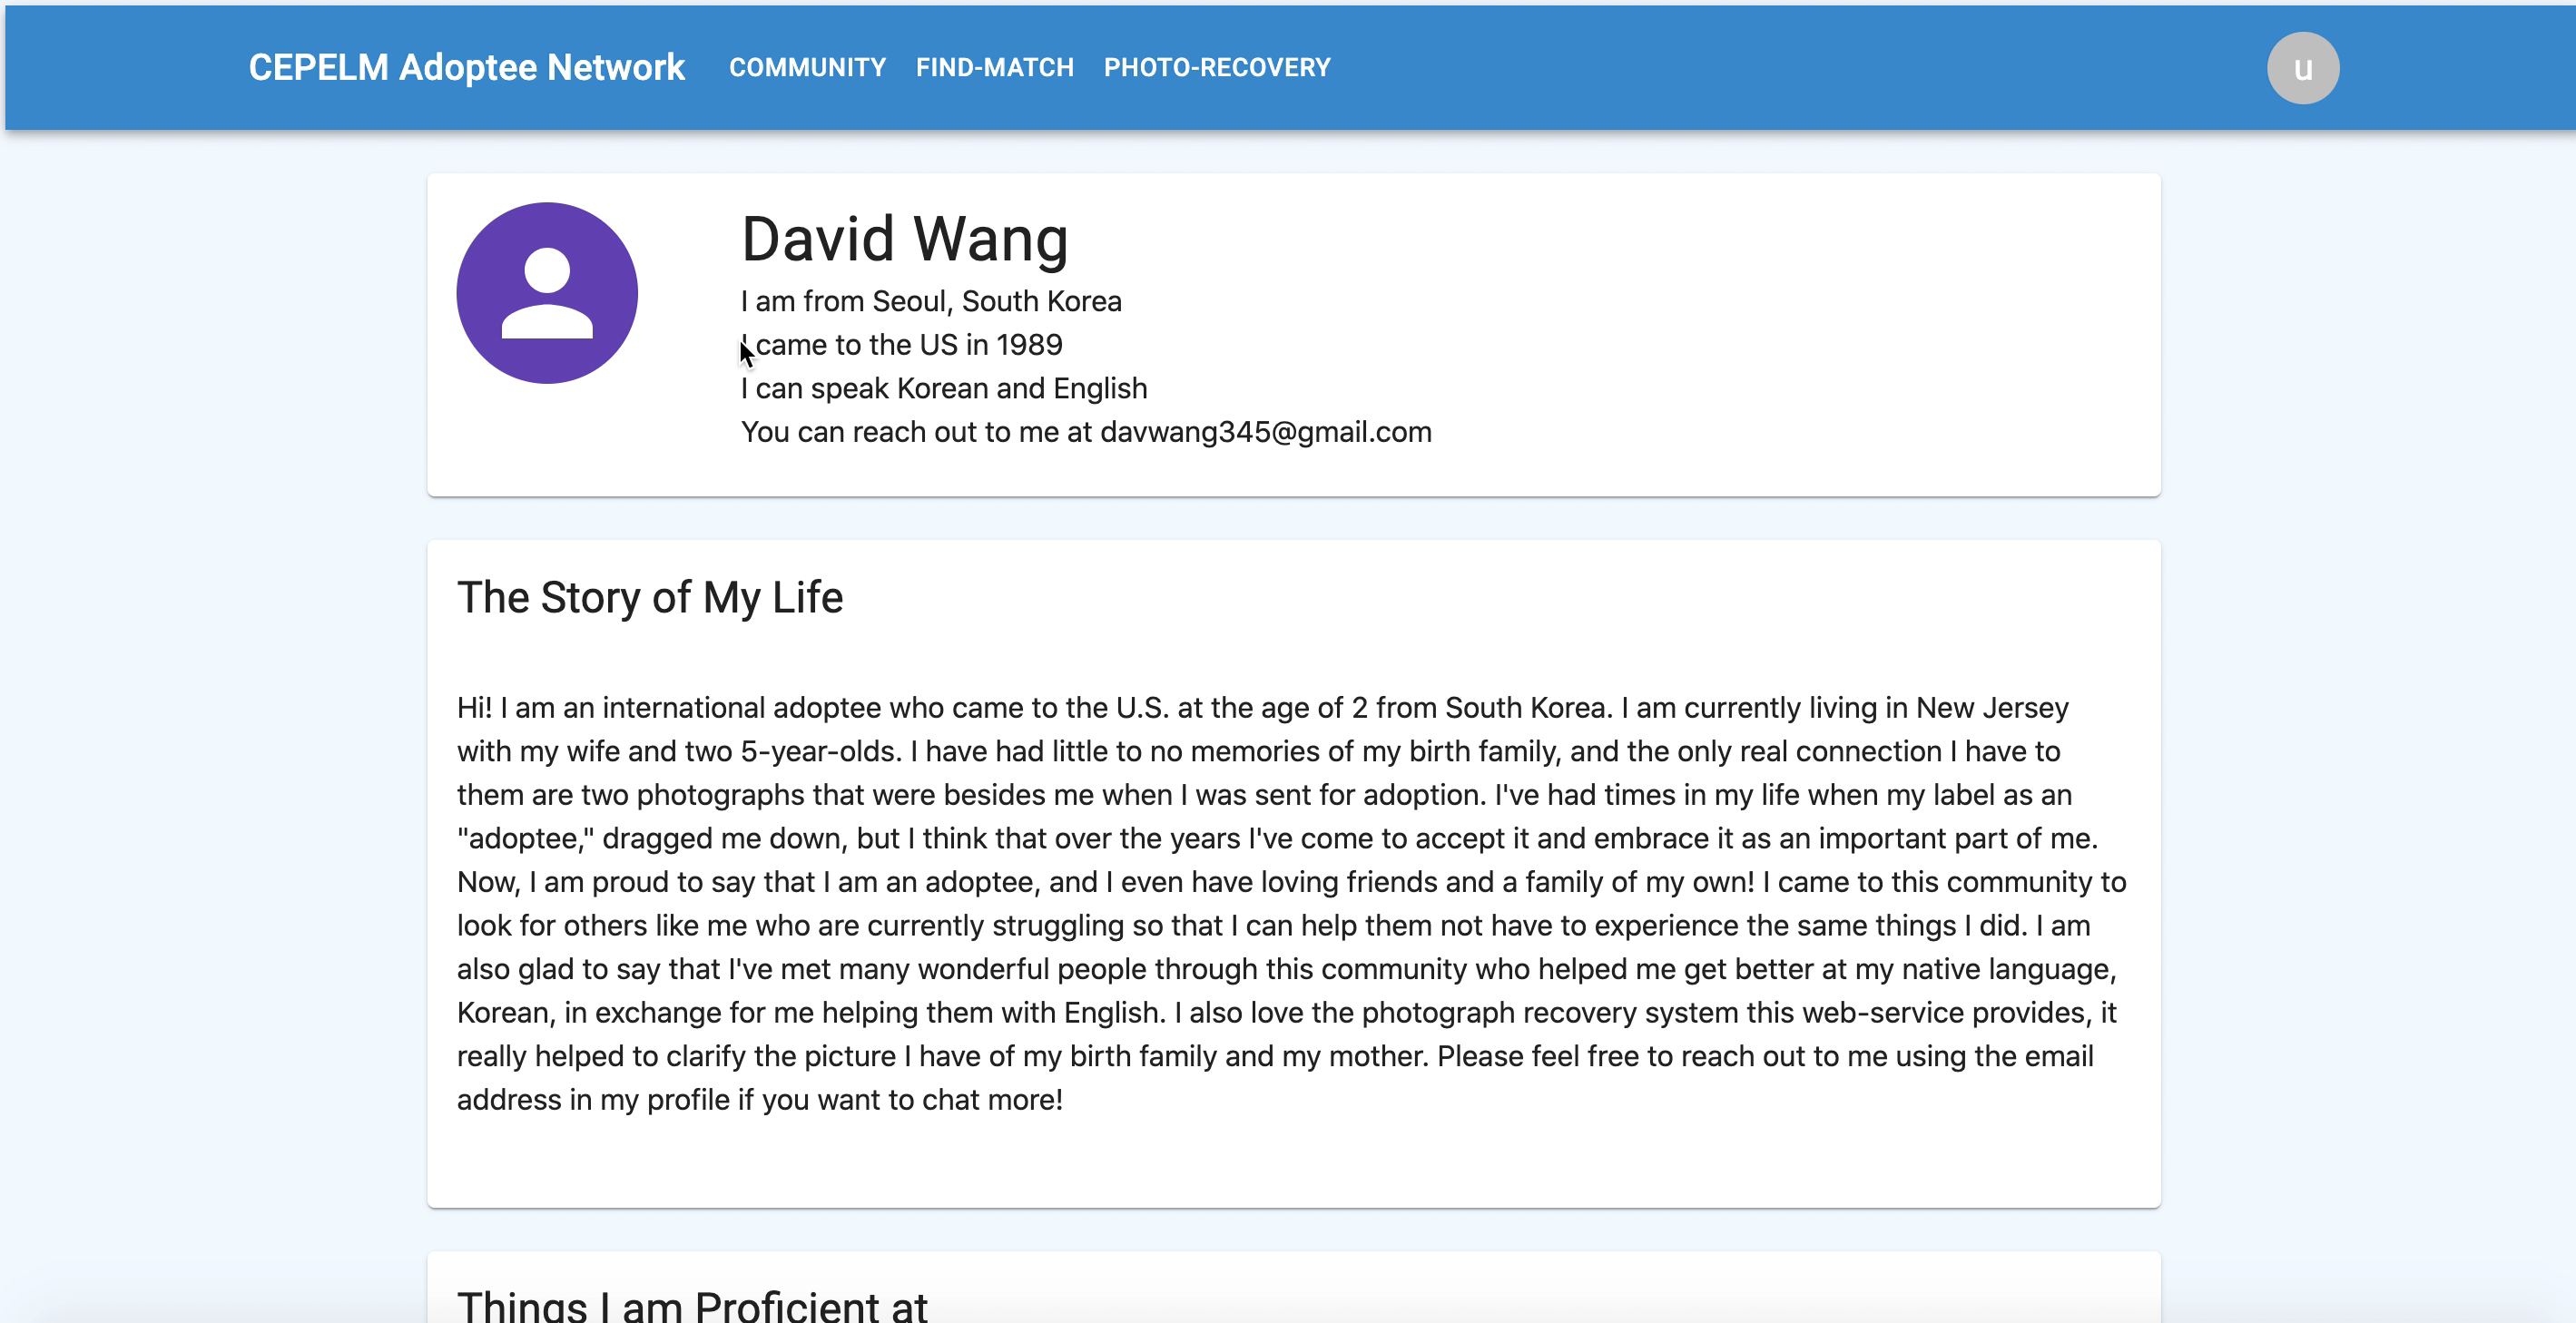 CEPELM Adoptee Network COMMUNITY FIND-MATCH PHOTO-RECOVERY u
David Wang
I am from Seoul, South Korea
I came to the US in 1989
I can speak Korean and English
You can reach out to me at davwang345@gmail.com
The Story of My Life
Hi! I am an international adoptee who came to the U.S. at the age of 2 from South Korea. I am currently living in New Jersey
with my wife and two 5-year-olds. I have had little to no memories of my birth family, and the only real connection I have to
them are two photographs that were besides me when I was sent for adoption. I've had times in my life when my label as an
"adoptee," dragged me down, but I think that over the years I've come to accept it and embrace it as an important part of me.
Now, I am proud to say that I am an adoptee, and I even have loving friends and a family of my own! I came to this community to
look for others like me who are currently struggling so that I can help them not have to experience the same things I did. I am
also glad to say that I've met many wonderful people through this community who helped me get better at my native language,
Korean, in exchange for me helping them with English. I also love the photograph recovery system this web-service provides, it
really helped to clarify the picture I have of my birth family and my mother. Please feel free to reach out to me using the email
address in my profile if you want to chat more!
Things I am Proficient at